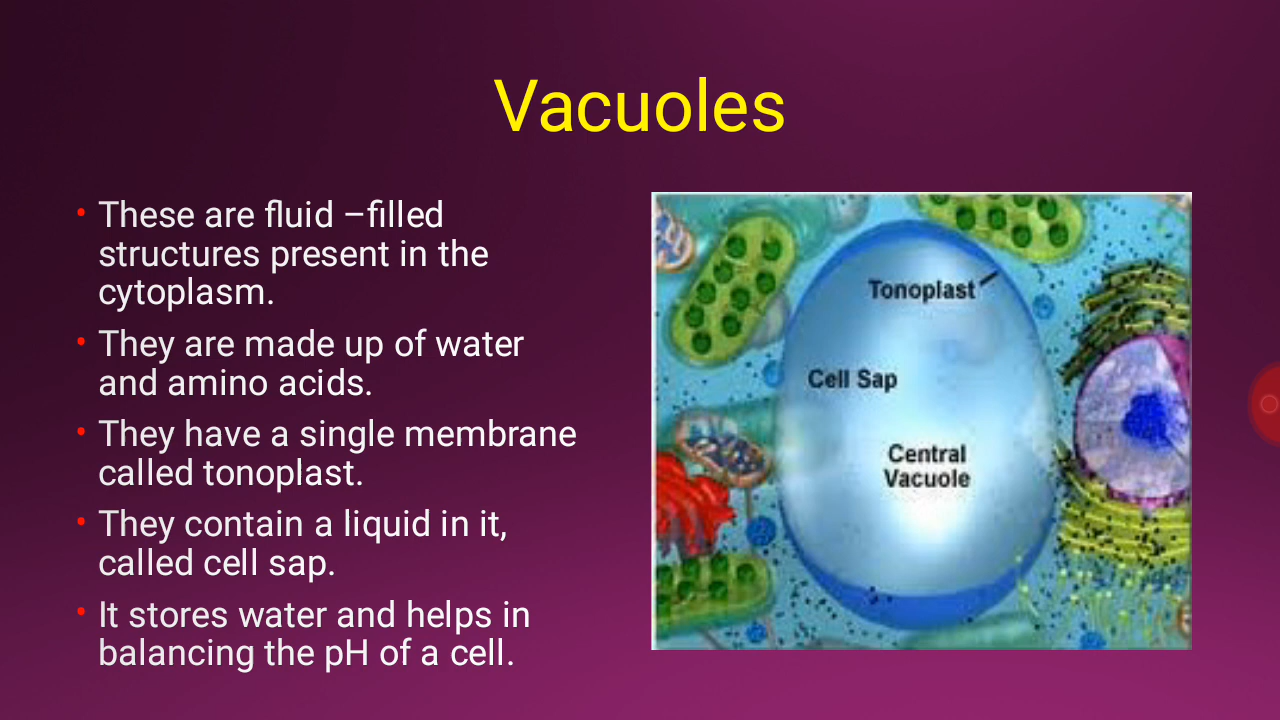 Vacuoles
• These are fluid –filled
structures present in the
cytoplasm.
• They are made up of water
and amino acids.
• They have a single membrane
called tonoplast.
• They contain a liquid in it,
called cell sap.
• It stores water and helps in
balancing the pH of a cell.
Tonoplast
Cell Sap
Central
Vacuole